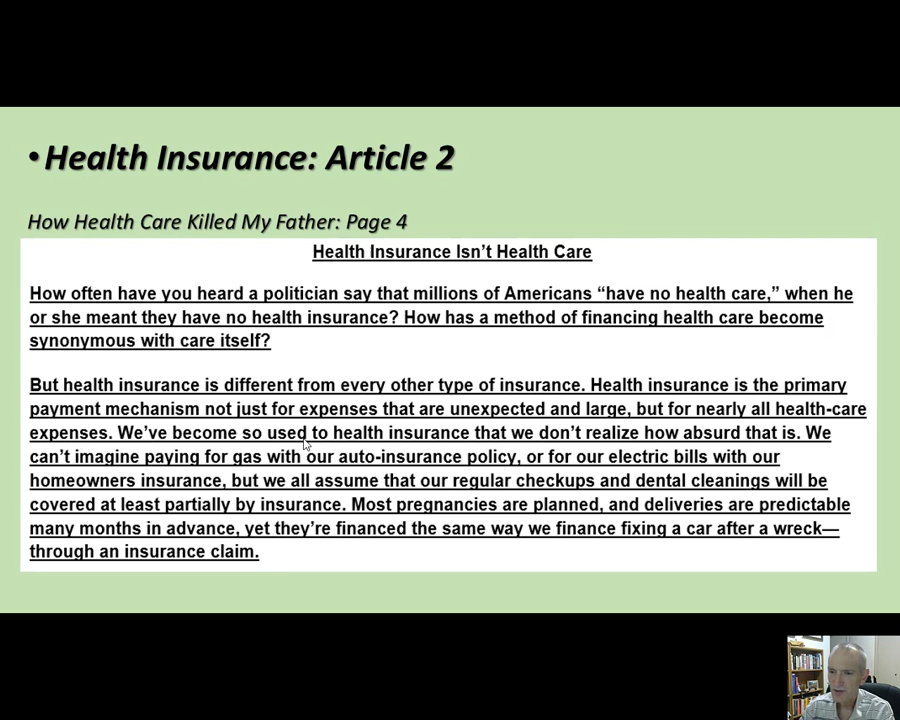 •Health Insurance: Article 2
How Health Care Killed My Father: Page 4
Health Insurance Isn’t Health Care
How often have you heard a politician say that millions of Americans “have no health care,” when he
or she meant they have no health insurance? How has a method of financing health care become
synonymous with care itself?
But health insurance is different from every other type of insurance. Health insurance is the primary
payment mechanism not just for expenses that are unexpected and large, but for nearly all health-care
expenses. We’ve become so used to health insurance that we don’t realize how absurd that is. We
can’t imagine paying for gas with our auto-insurance policy, or for our electric bills with our
homeowners insurance, but we all assume that our regular checkups and dental cleanings will be
covered at least partially by insurance. Most pregnancies are planned, and deliveries are predictable
many months in advance, yet they’re financed the same way we finance fixing a car after a wreck—
through an insurance claim.